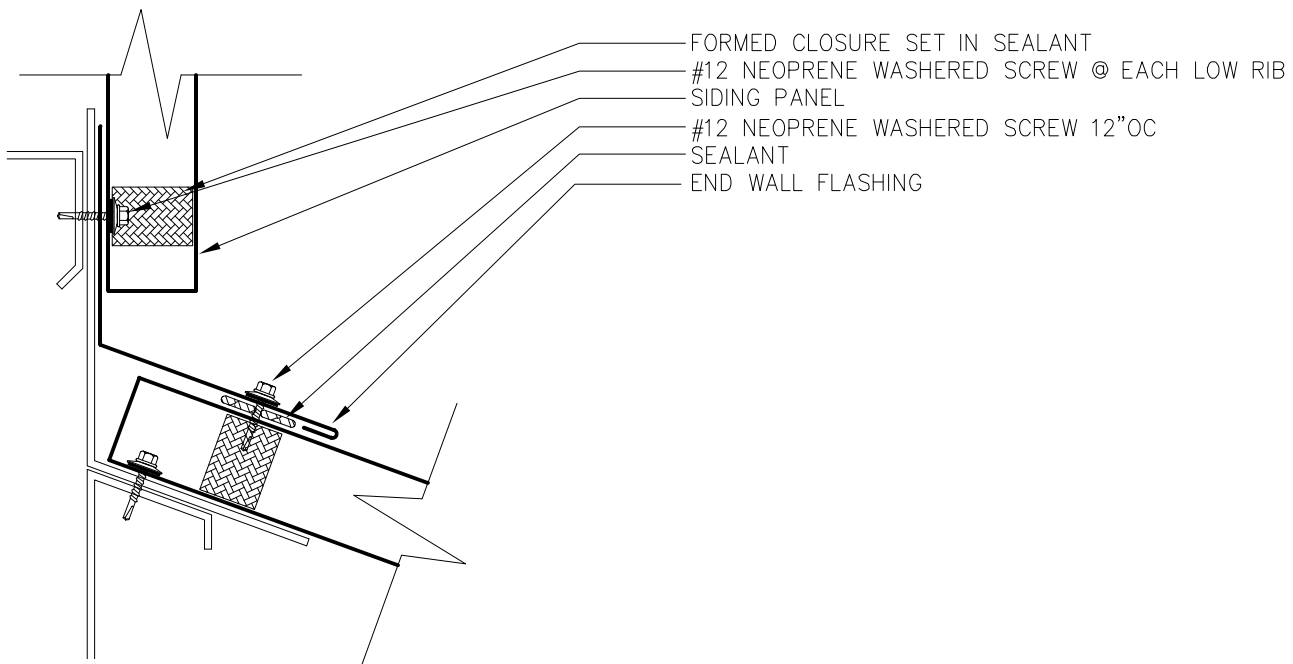 FORMED CLOSURE SET IN SEALANT
#12 NEOPRENE WASHERED SCREW @ EACH LOW RIB
SIDING PANEL
#12 NEOPRENE WASHERED SCREW 12”OC
SEALANT
END WALL FLASHING